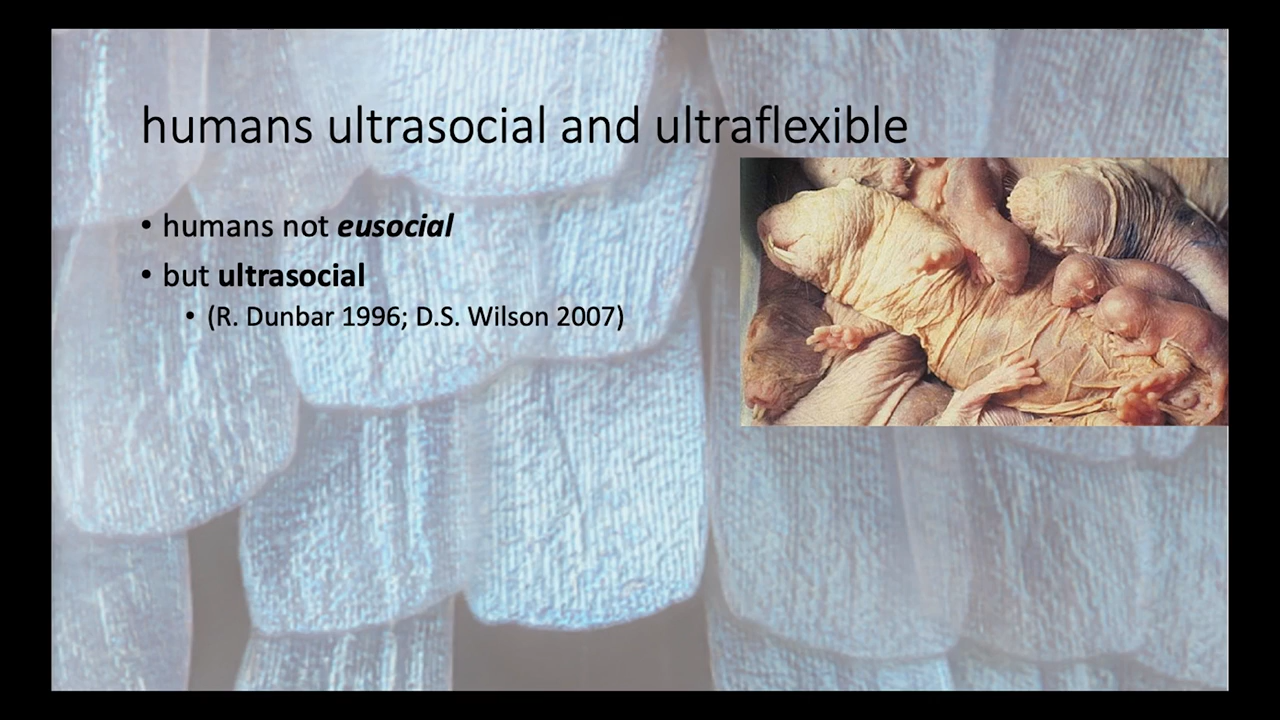 humans ultrasocial and ultraflexible
• humans not eusocial
• but ultrasocial
• (R. Dunbar 1996; D.S. Wilson 2007)